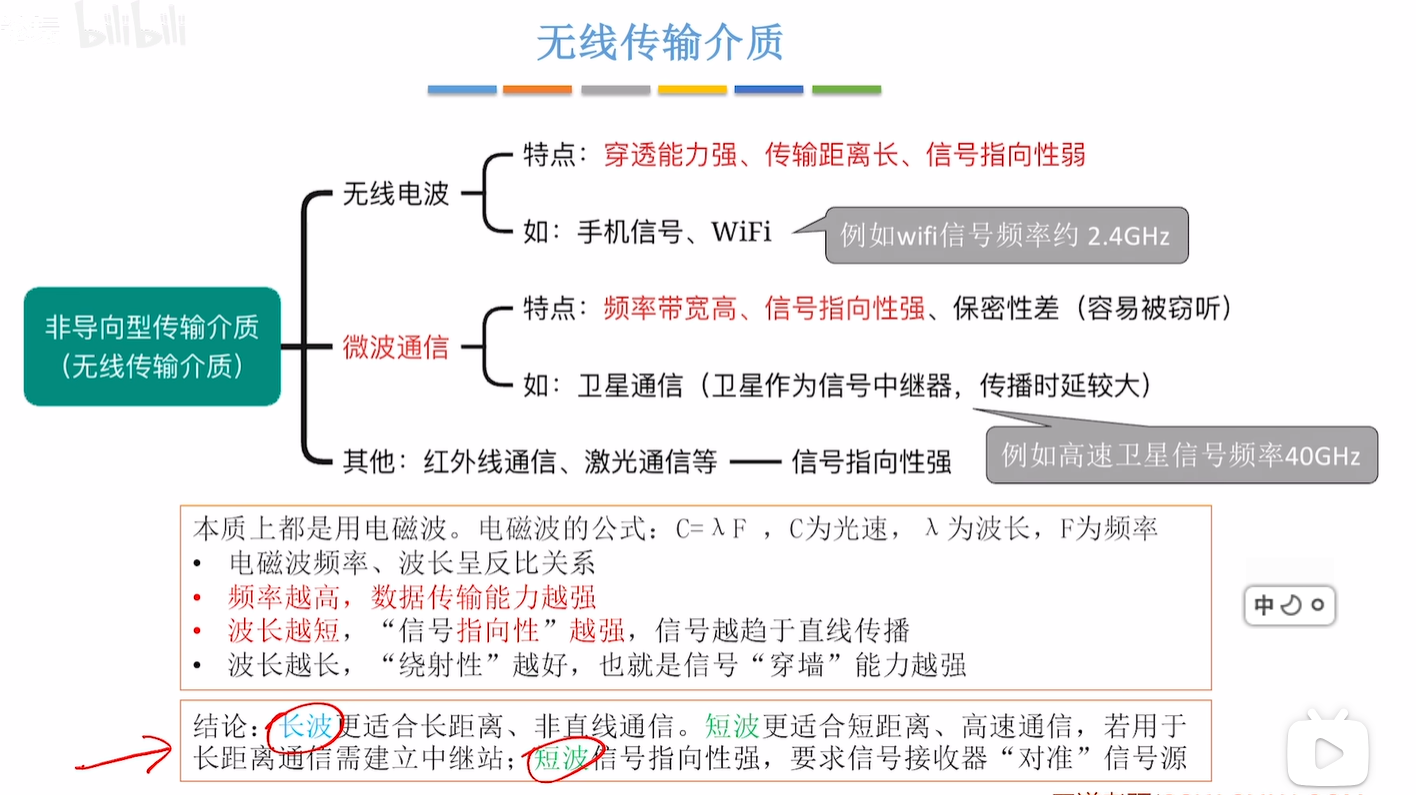 bilibili
无线传输介质
特点：穿透能力强、传输距离长、信号指向性弱
无线电波
如：手机信号、WiFi
例如wifi信号频率约 2.4GHz
非导向型传输介质
（无线传输介质）
特点：频率带宽高、信号指向性强、保密性差（容易被窃听）
微波通信
如：卫星通信（卫星作为信号中继器，传播时延较大）
例如高速卫星信号频率40GHz
其他：红外线通信、激光通信等
信号指向性强
本质上都是用电磁波。电磁波的公式：C=λF ，C为光速，λ为波长，F为频率
• 电磁波频率、波长呈反比关系
• 频率越高，数据传输能力越强
• 波长越短，“信号指向性”越强，信号越趋于直线传播
• 波长越长，“绕射性”越好，也就是信号“穿墙”能力越强
中
结论：长波更适合长距离、非直线通信。短波更适合短距离、高速通信，若用于
长距离通信需建立中继站；短波信号指向性强，要求信号接收器“对准”信号源